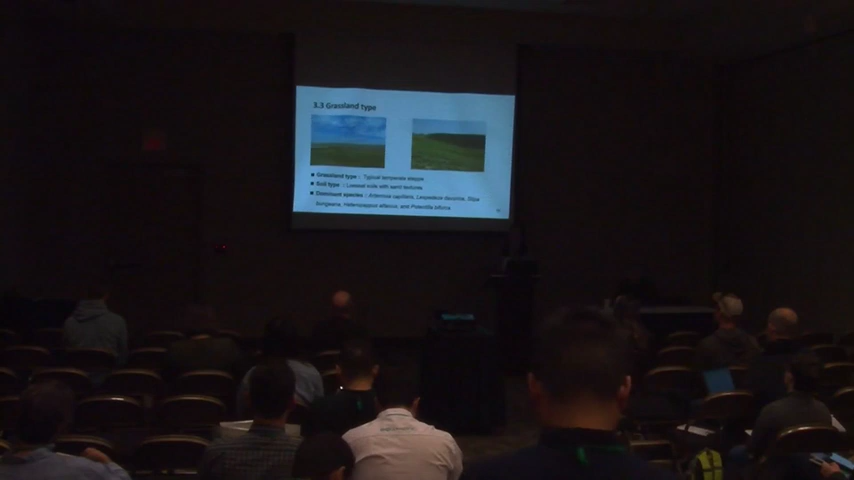 3.3 Grassland type
Grassland type : Typical temperate steppe
Soil type : Loessal soils with sand textures
Dominant species : Artemisia capillaris, Lespedeza davurica, Stipa
bungeana, Heteropappus altaicus, and Potentilla bifurca